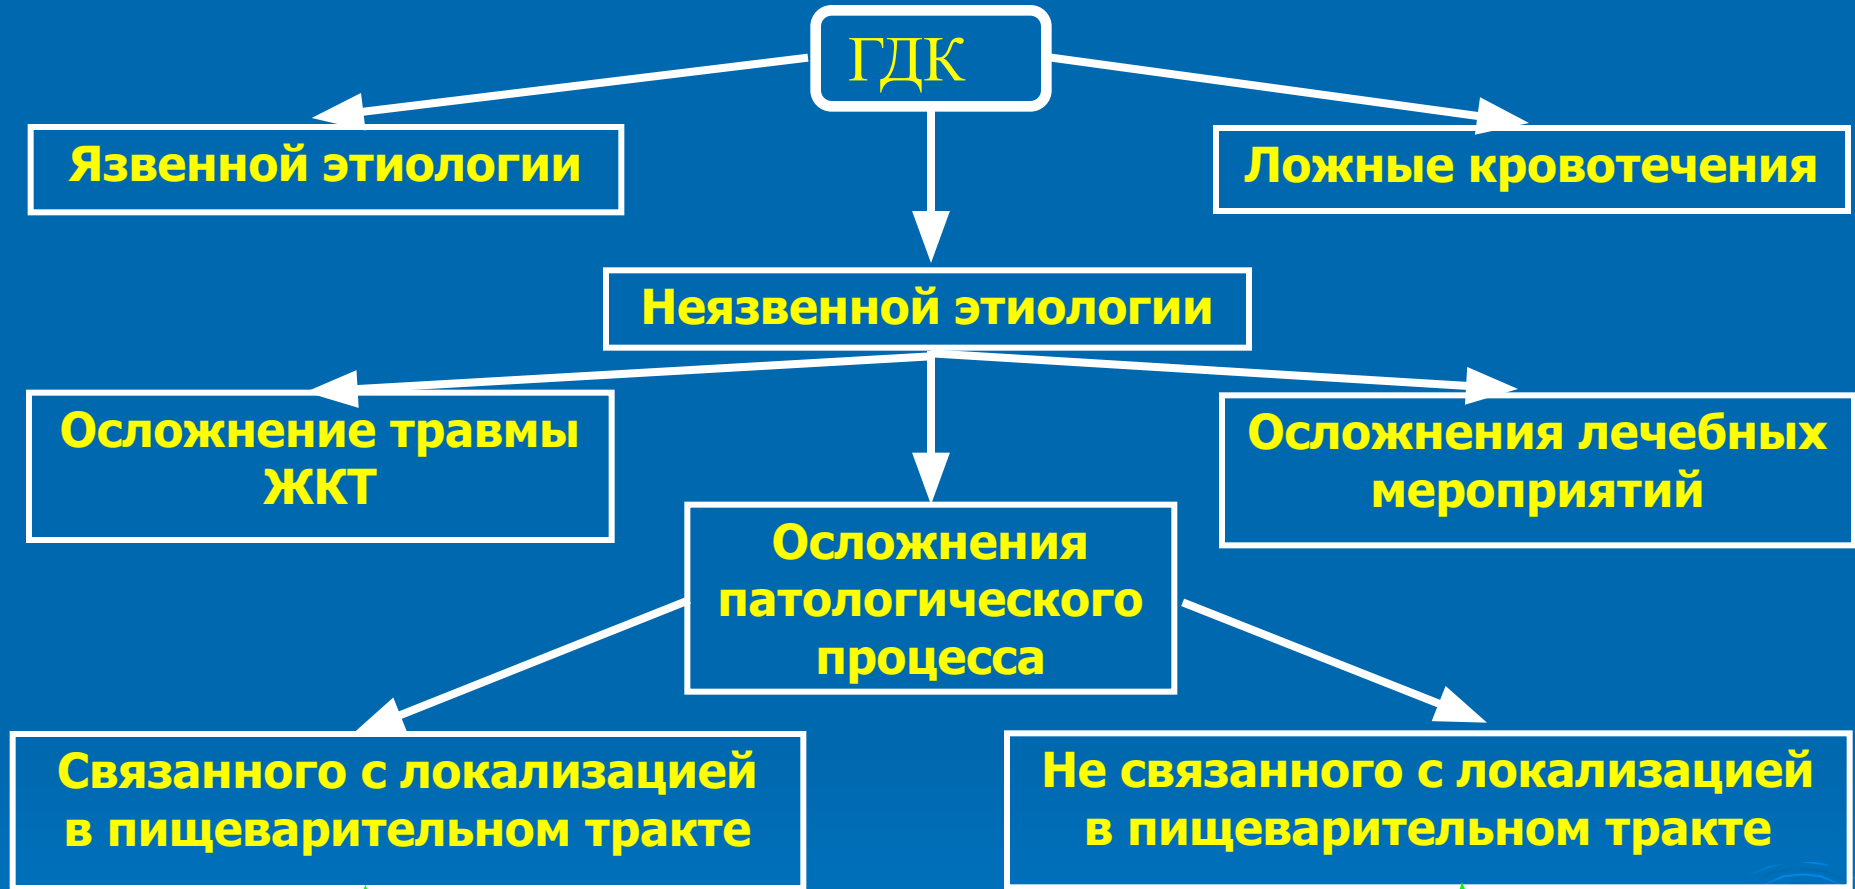 ГДК
Язвенной этиологии
Ложные кровотечения
Неязвенной этиологии
Осложнение травмы
ЖКТ
Осложнения лечебных
мероприятий
Осложнения
патологического
процесса
Связанного с локализацией
в пищеварительном тракте
Не связанного с локализацией
в пищеварительном тракте